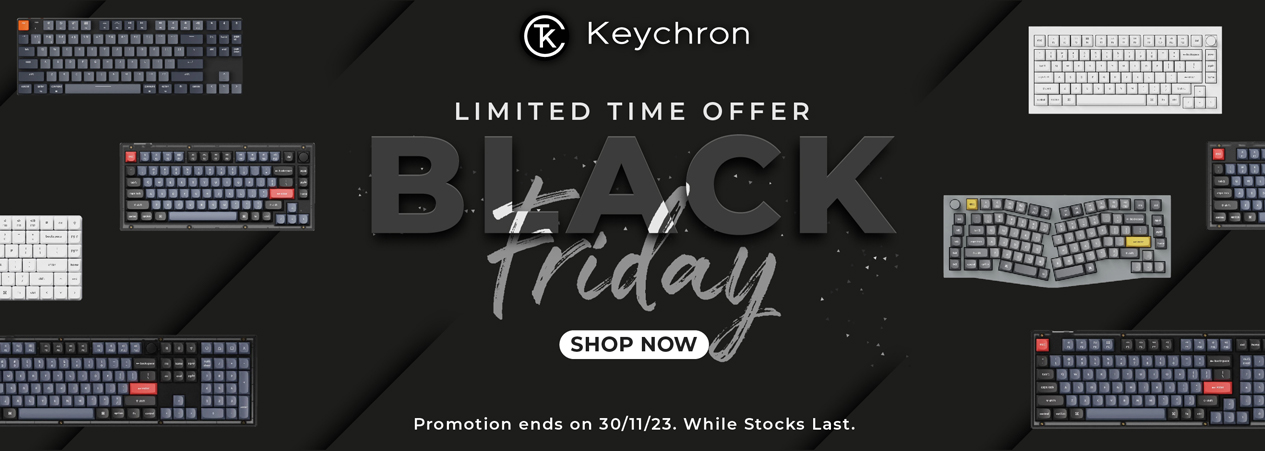 Keychron
LIMITED TIME OFFER
BLACK
Friday
SHOP NOW
Promotion ends on 30/11/23. While Stocks Last.